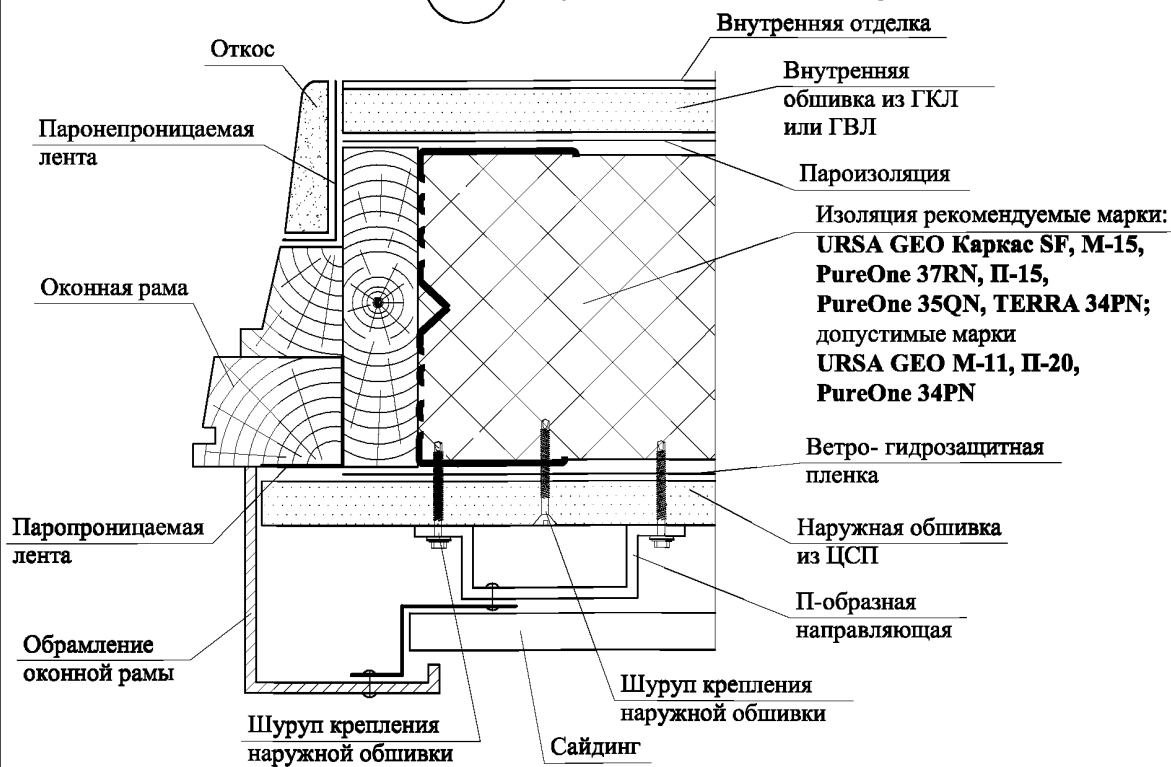 Внутренняя отделка
Откос
Внутренняя
обшивка из ГКЛ
или ГВЛ
Паронепроницаемая
лента
Пароизоляция
Изоляция рекомендуемые марки:
URSA GEO Каркас SF, М-15,
PureOne 37RN, П-15,
PureOne 35QN, TERRA 34PN;
допустимые марки
URSA GEO М-11, П-20,
PureOne 34PN
Оконная рама
Ветро- гидрозащитная
пленка
Паропроницаемая
лента
Наружная обшивка
из ЦСП
П-образная
направляющая
Обрамление
оконной рамы
Шуруп крепления
наружной обшивки
Шуруп крепления
наружной обшивки
Сайдинг